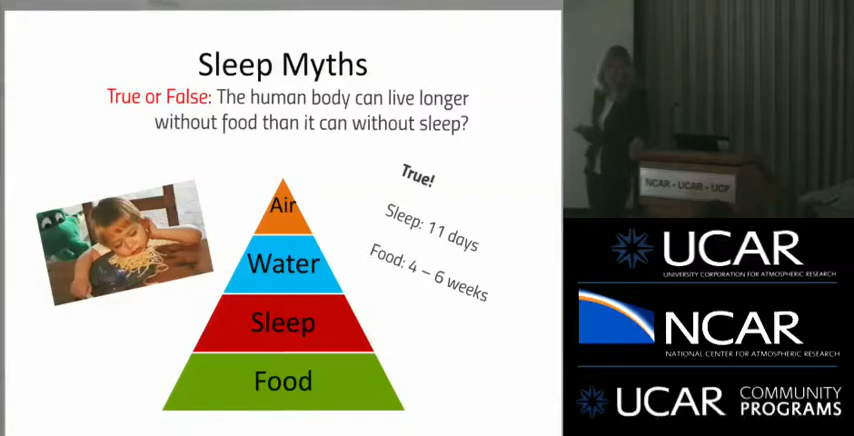 Sleep Myths
True or False: The human body can live longer
without food than it can without sleep?
True!
Sleep: 11 days
Food: 4 – 6 weeks
Air
Water
Sleep
Food
NCAR • UCAR • UCP
UCAR
UNIVERSITY CORPORATION FOR ATMOSPHERIC RESEARCH
NCAR
NATIONAL CENTER FOR ATMOSPHERIC RESEARCH
UCAR COMMUNITY
PROGRAMS